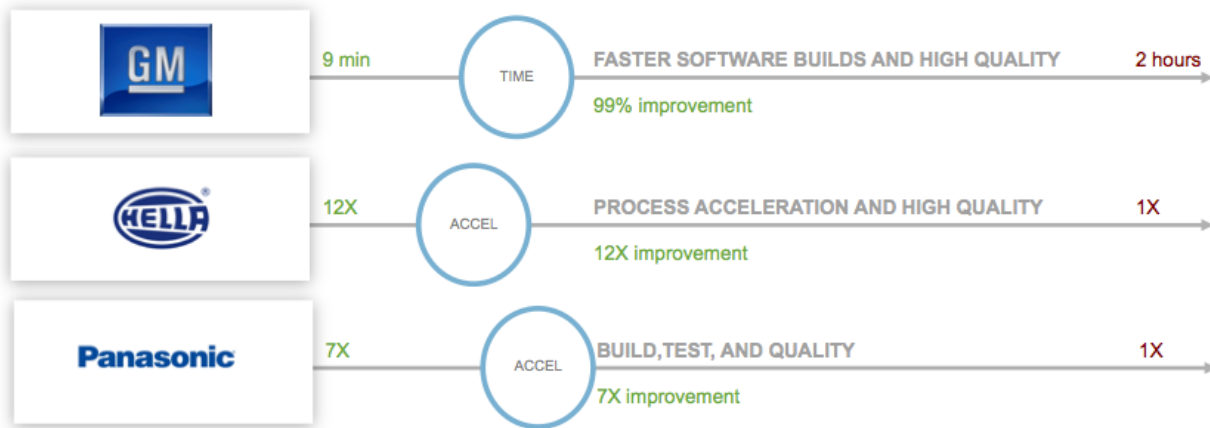 GM
9 min
TIME
FASTER SOFTWARE BUILDS AND HIGH QUALITY
2 hours
99% improvement
HELLA®
12X
ACCEL
PROCESS ACCELERATION AND HIGH QUALITY
1X
12X improvement
Panasonic
7X
ACCEL
BUILD,TEST, AND QUALITY
1X
7X improvement